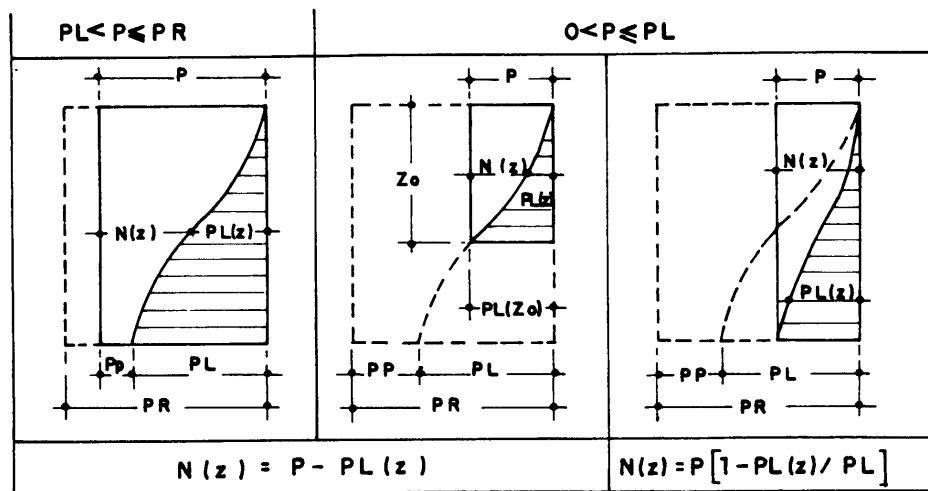 PL< P ⩽ PR
0<P⩽PL
P
N(z)
PL(z)
Pp
PL
PR
P
Zo
N(z)
PL(z)
PL(Zo)
PP
PL
PR
P
N(z)
PL(z)
PP
PL
PR
N(z) = P - PL(z)
N(z)=P[1-PL(z)/PL]